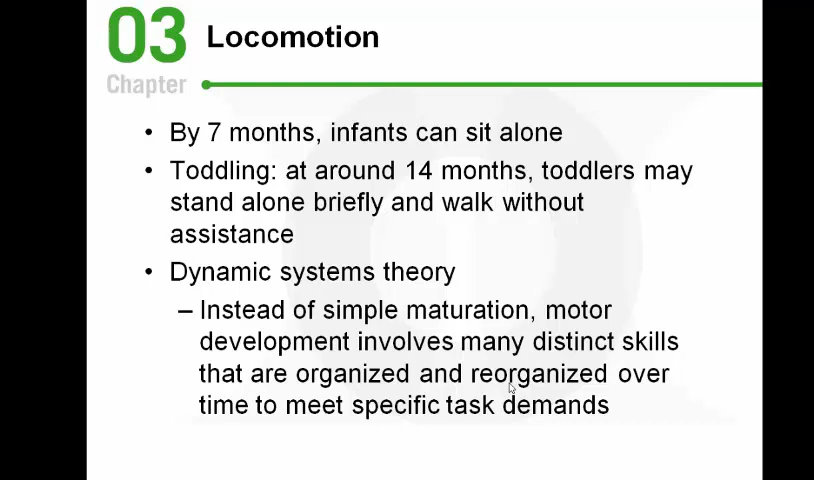 03 Locomotion
Chapter
• By 7 months, infants can sit alone
• Toddling: at around 14 months, toddlers may
stand alone briefly and walk without
assistance
• Dynamic systems theory
– Instead of simple maturation, motor
development involves many distinct skills
that are organized and reorganized over
time to meet specific task demands